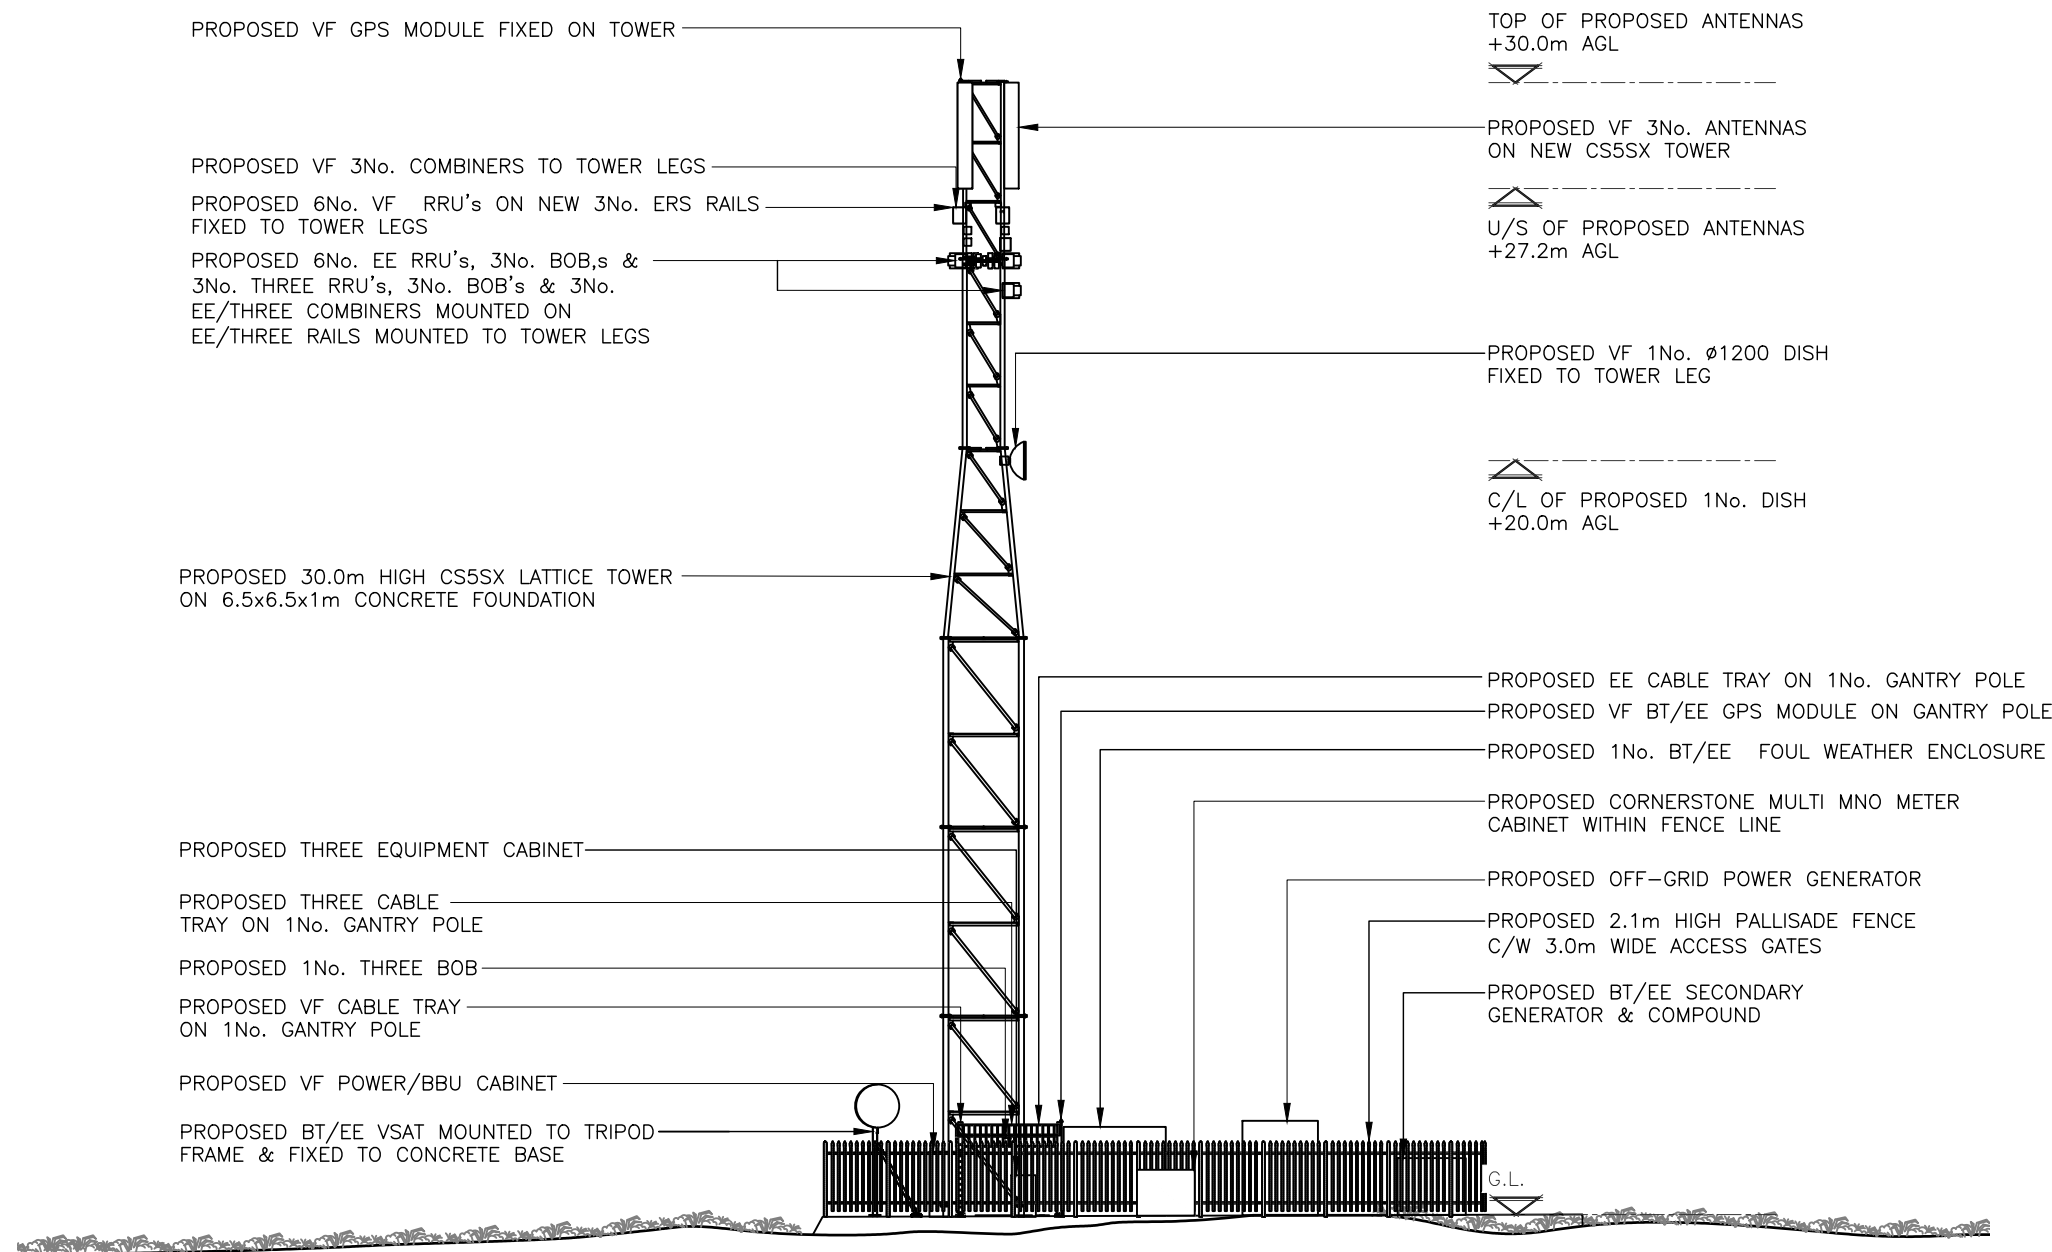 PROPOSED VF GPS MODULE FIXED ON TOWER
PROPOSED VF 3No. COMBINERS TO TOWER LEGS
PROPOSED 6No. VF RRU's ON NEW 3No. ERS RAILS
FIXED TO TOWER LEGS
PROPOSED 6No. EE RRU's, 3No. BOB,s &
3No. THREE RRU's, 3No. BOB's & 3No.
EE/THREE COMBINERS MOUNTED ON
EE/THREE RAILS MOUNTED TO TOWER LEGS
PROPOSED 30.0m HIGH CS5SX LATTICE TOWER
ON 6.5x6.5x1m CONCRETE FOUNDATION
PROPOSED THREE EQUIPMENT CABINET
PROPOSED THREE CABLE
TRAY ON 1No. GANTRY POLE
PROPOSED 1No. THREE BOB
PROPOSED VF CABLE TRAY
ON 1No. GANTRY POLE
PROPOSED VF POWER/BBU CABINET
PROPOSED BT/EE VSAT MOUNTED TO TRIPOD
FRAME & FIXED TO CONCRETE BASE
TOP OF PROPOSED ANTENNAS
+30.0m AGL
PROPOSED VF 3No. ANTENNAS
ON NEW CS5SX TOWER
U/S OF PROPOSED ANTENNAS
+27.2m AGL
PROPOSED VF 1No. ø1200 DISH
FIXED TO TOWER LEG
C/L OF PROPOSED 1No. DISH
+20.0m AGL
PROPOSED EE CABLE TRAY ON 1No. GANTRY POLE
PROPOSED VF BT/EE GPS MODULE ON GANTRY POLE
PROPOSED 1No. BT/EE FOUL WEATHER ENCLOSURE
PROPOSED CORNERSTONE MULTI MNO METER
CABINET WITHIN FENCE LINE
PROPOSED OFF-GRID POWER GENERATOR
PROPOSED 2.1m HIGH PALLISADE FENCE
C/W 3.0m WIDE ACCESS GATES
PROPOSED BT/EE SECONDARY
GENERATOR & COMPOUND
G.L.